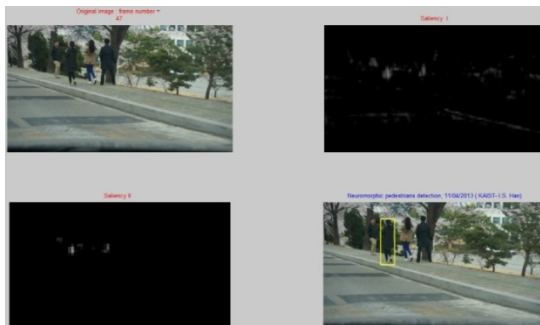 Original image : frame number =
47
Saliency I
Saliency II
Neuromorphic pedestrians detection, 11/04/2013 ( KAIST- I.S. Han)